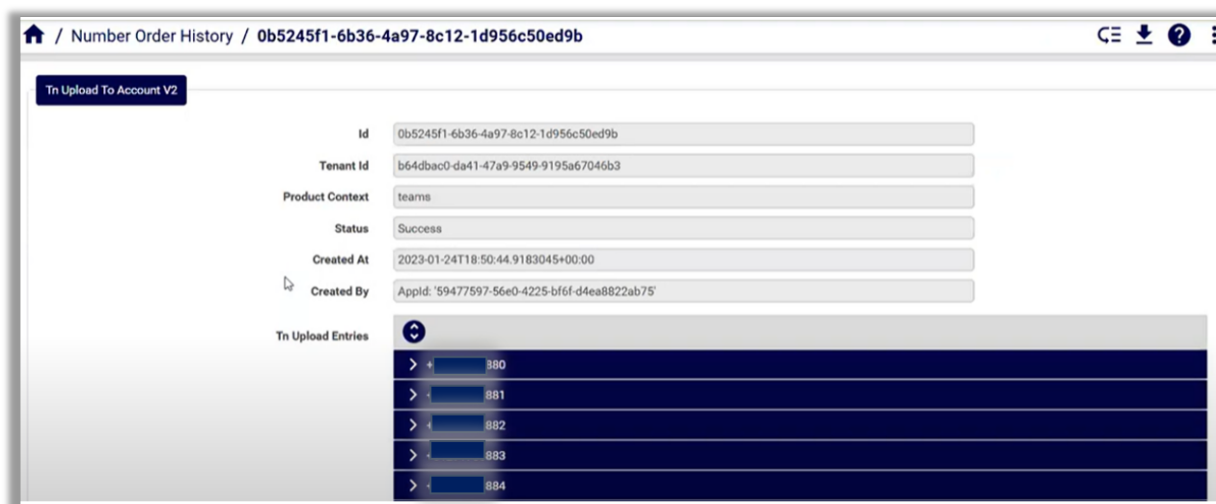 / Number Order History / 0b5245f1-6b36-4a97-8c12-1d956c50ed9b
Tn Upload To Account V2
Id 0b5245f1-6b36-4a97-8c12-1d956c50ed9b
Tenant Id b64dbac0-da41-47a9-9549-9195a67046b3
Product Context teams
Status Success
Created At 2023-01-24T18:50:44.9183045+00:00
Created By AppId: '59477597-56e0-4225-bf6f-d4ea8822ab75'
Tn Upload Entries
+ 880
881
882
883
884